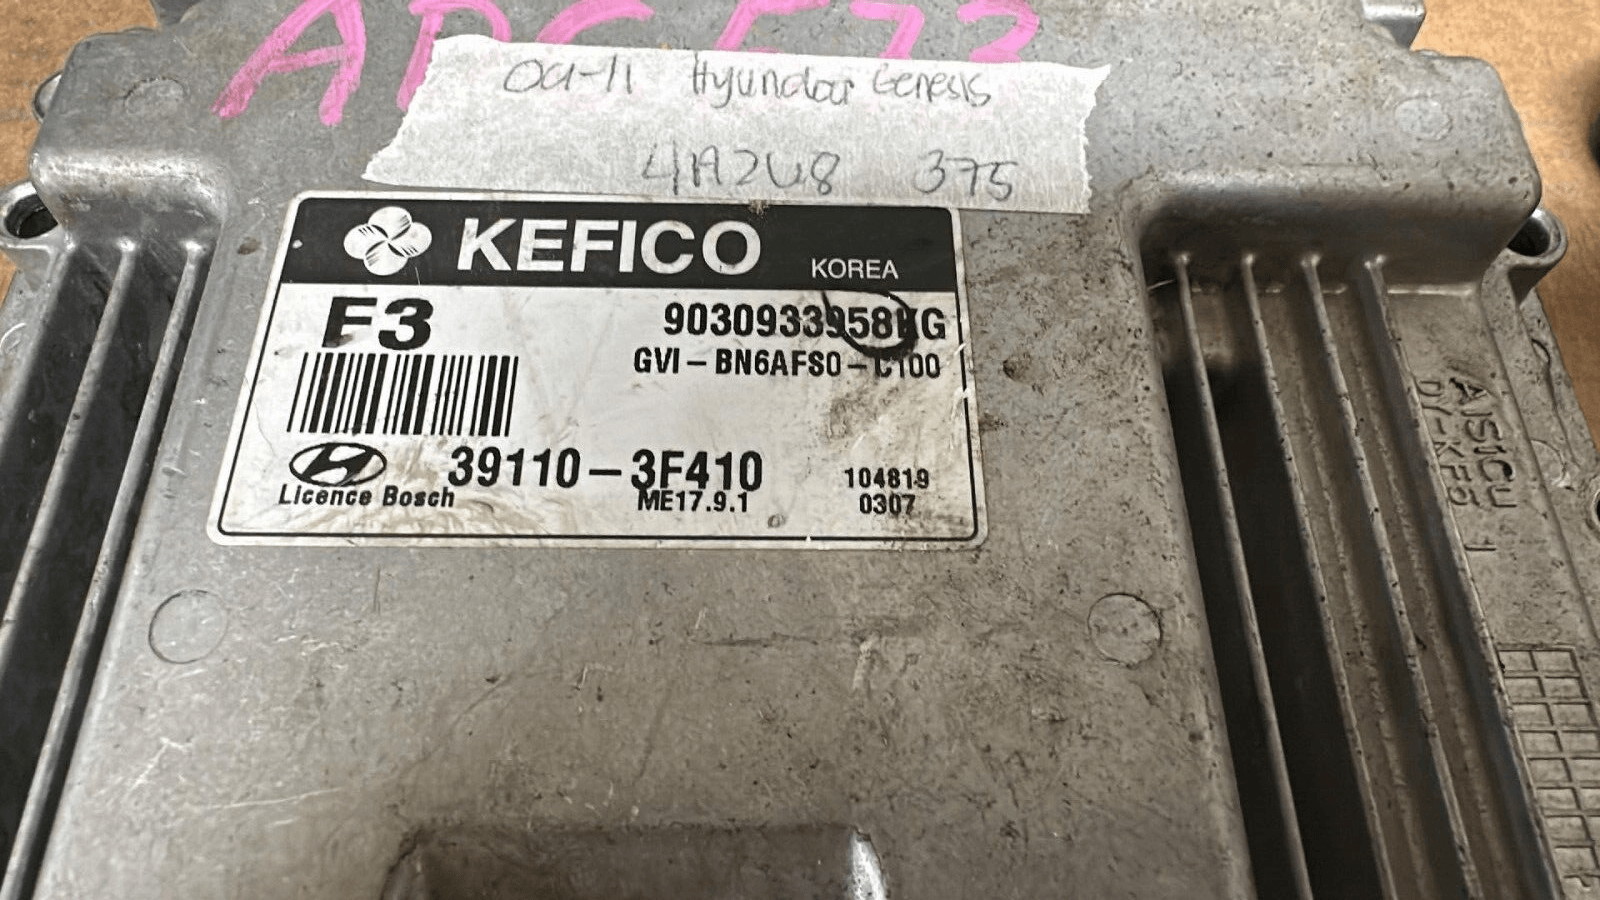 09-11 Hyundai Genesis
4A2U8 375
KEFICO KOREA
F3
9030933958KG
GVI-BN6AFS0-C100
39110-3F410
Licence Bosch
ME17.9.1
104819
0307